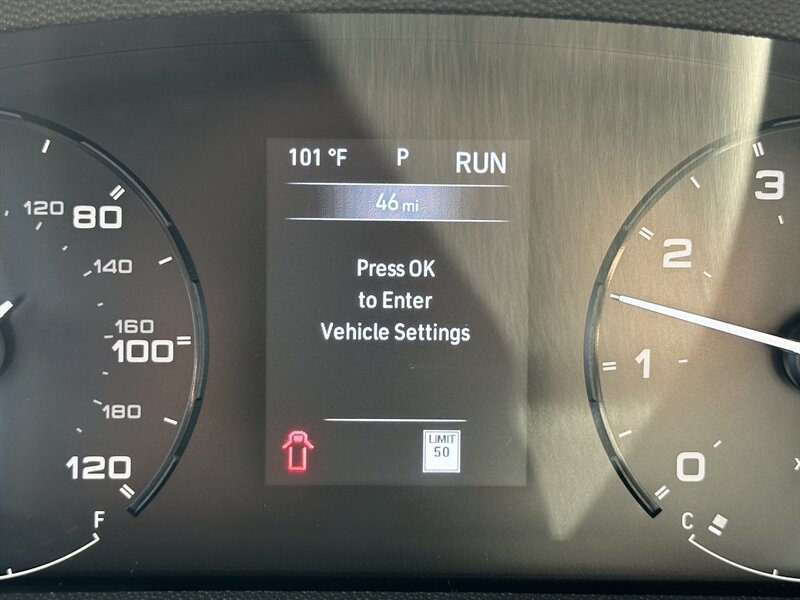 101 °F P RUN
46 mi
Press OK
to Enter
Vehicle Settings
LIMIT
50
120 80
140
160
100
180
120
F
3
2
1
0
C